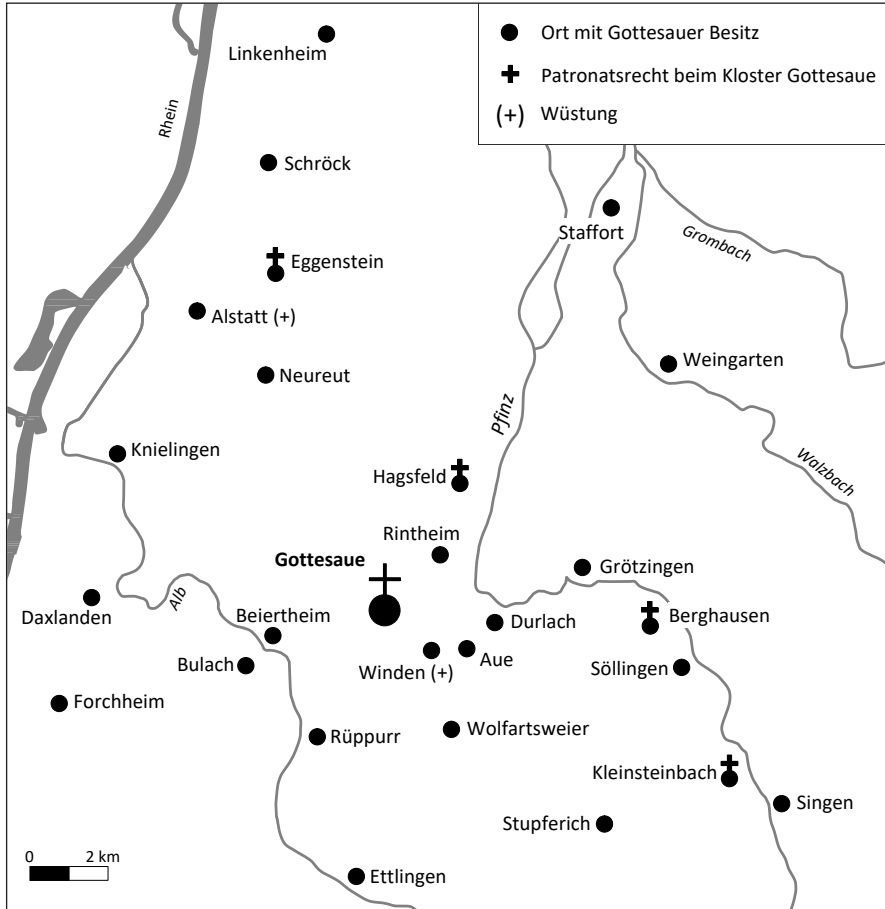 Linkenheim
Ort mit Gottesauer Besitz
Patronatsrecht beim Kloster Gottesaue
(+) Wüstung
Rhein
Schröck
Staffort
Grombach
Eggenstein
Alstatt (+)
Neureut
Weingarten
Pfinz
Knielingen
Walzbach
Hagsfeld
Rintheim
Gottesaue
Grötzingen
Daxlanden
Alb
Beiertheim
Durlach
Berghausen
Bulach
Winden (+)
Aue
Söllingen
Forchheim
Rüppurr
Wolfartsweier
Kleinsteinbach
Singen
Stupferich
0 2 km
Ettlingen